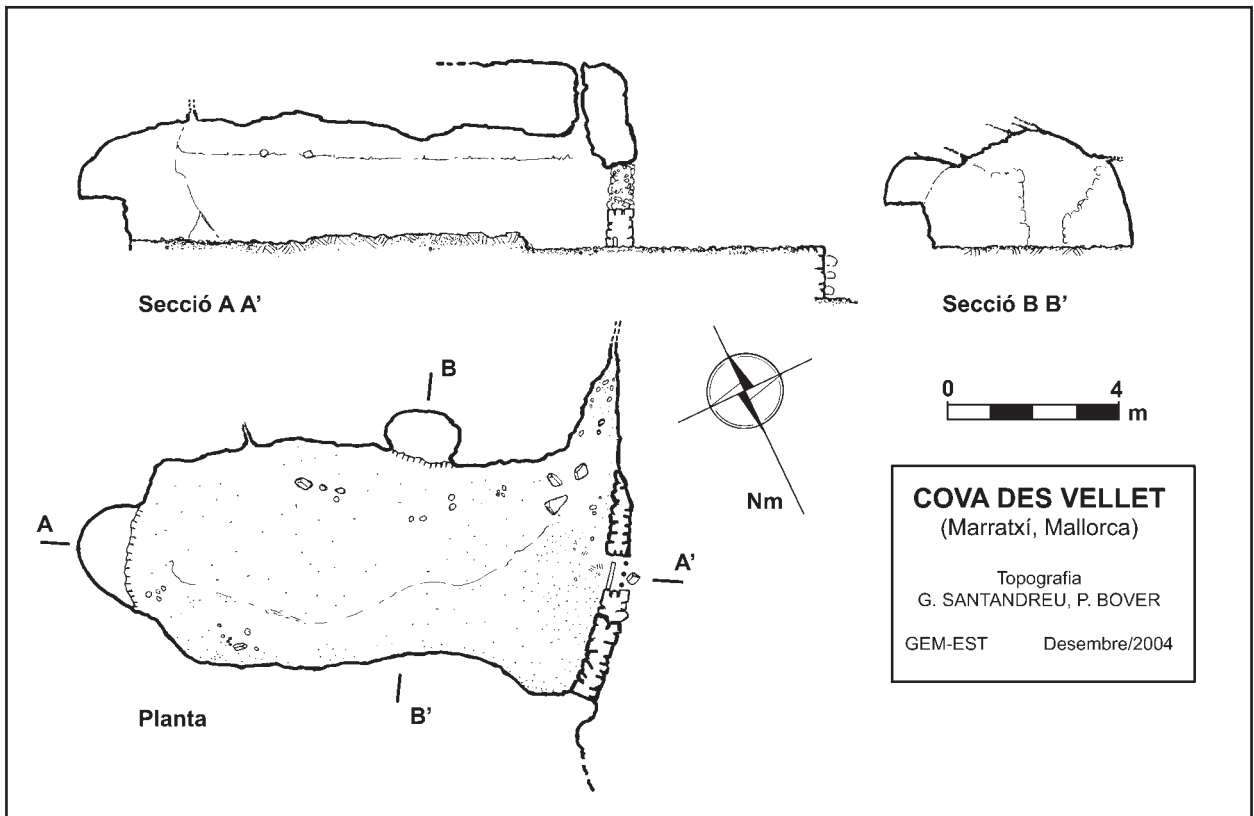 Secció A A'
Secció B B'
B
0 4
m
Nm
A
A'
B'
Planta
COVA DES VELLET
(Marratxí, Mallorca)
Topografia
G. SANTANDREU, P. BOVER
GEM-EST Desembre/2004